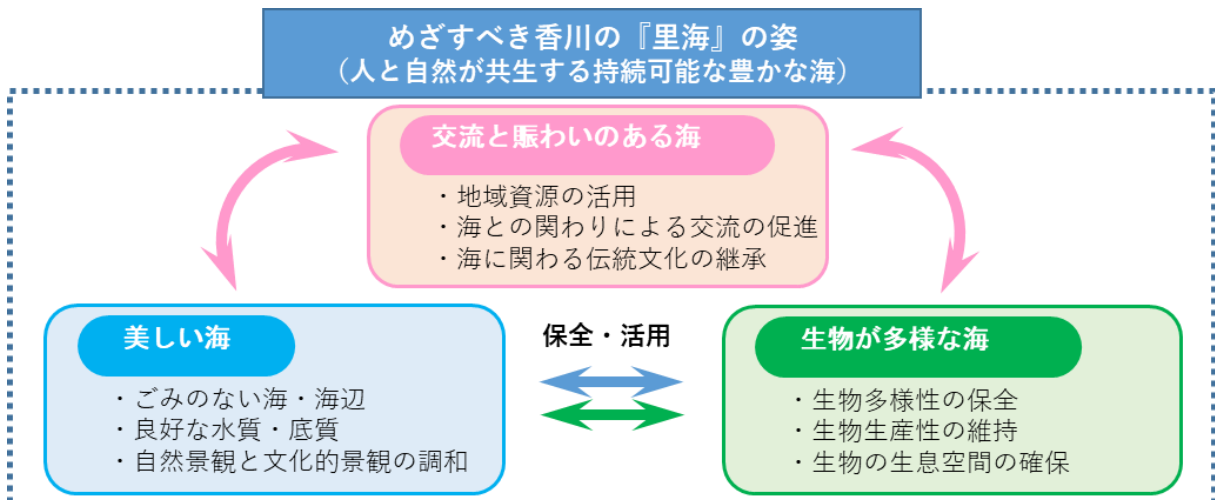 めざすべき香川の『里海』の姿
（人と自然が共生する持続可能な豊かな海）
交流と賑わいのある海
・地域資源の活用
・海との関わりによる交流の促進
・海に関わる伝統文化の継承
美しい海
・ごみのない海・海辺
・良好な水質・底質
・自然景観と文化的景観の調和
保全・活用
生物が多様な海
・生物多様性の保全
・生物生産性の維持
・生物の生息空間の確保